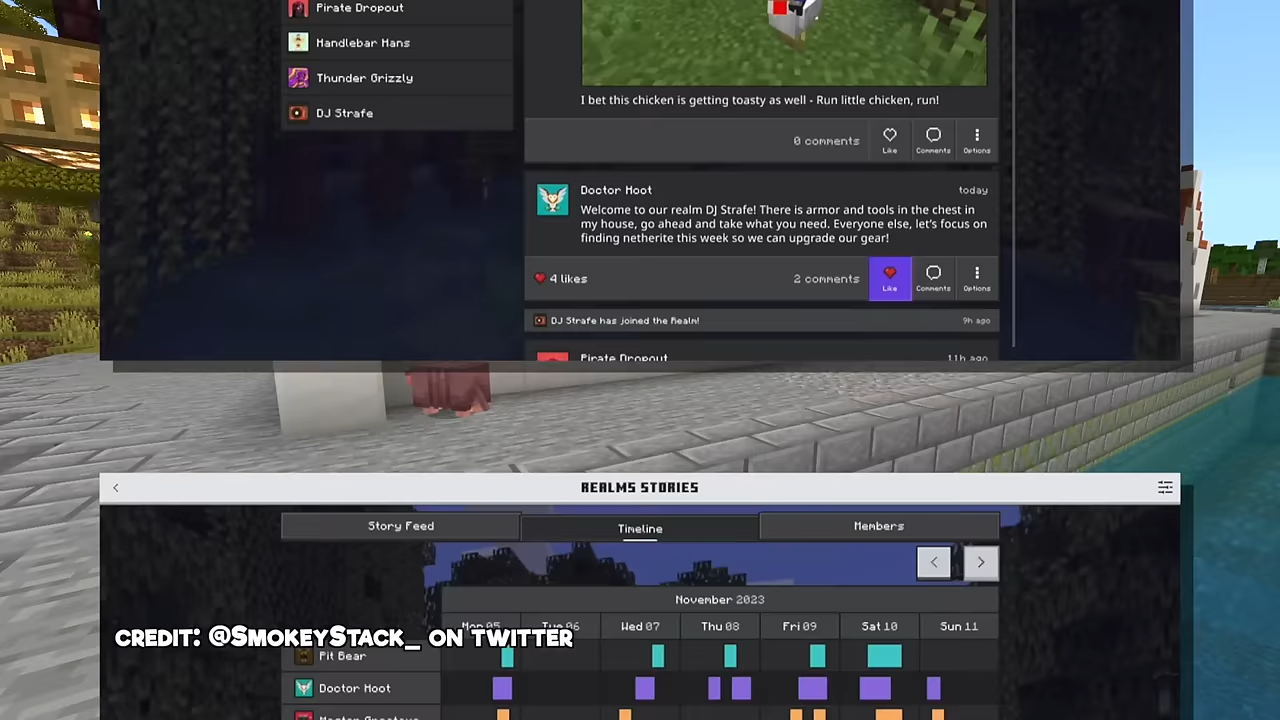 Pirate Dropout
Handlebar Hans
Thunder Grizzly
DJ Strafe
I bet this chicken is getting toasty as well - Run little chicken, run!
0 comments
Like
Comments
Options
Doctor Hoot
today
Welcome to our realm DJ Strafe! There is armor and tools in the chest in
my house, go ahead and take what you need. Everyone else, let's focus on
finding netherite this week so we can upgrade our gear!
4 likes
2 comments
Like
Comments
Options
DJ Strafe has joined the Realm!
9h ago
Pirate Dropout
11h ago
REALMS STORIES
Story Feed
Timeline
Members
November 2023
Mon 05
Tue 06
Wed 07
Thu 08
Fri 09
Sat 10
Sun 11
CREDIT: @SMOKEYSTACK_ ON TWITTER
Pit Bear
Doctor Hoot